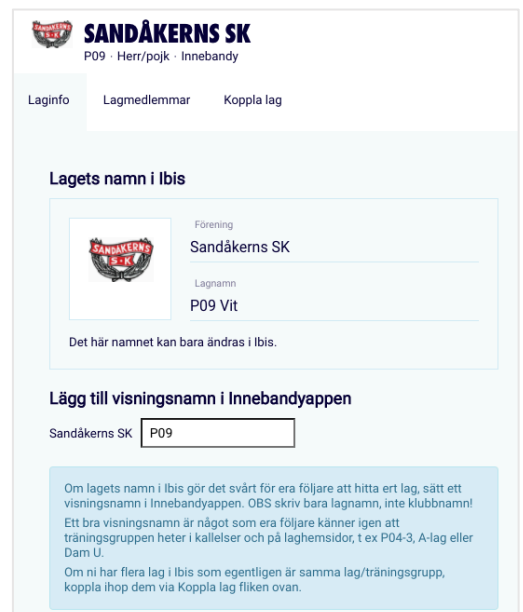 SANDÅKERNS SK
P09 · Herr/pojk · Innebandy
Laginfo Lagmedlemmar Koppla lag
Lagets namn i Ibis
SANDÅKERNS
S·K
Förening
Sandåkerns SK
Lagnamn
P09 Vit
Det här namnet kan bara ändras i Ibis.
Lägg till visningsnamn i Innebandyappen
Sandåkerns SK P09
Om lagets namn i Ibis gör det svårt för era följare att hitta ert lag, sätt ett
visningsnamn i Innebandyappen. OBS skriv bara lagnamn, inte klubbnamn!
Ett bra visningsnamn är något som era följare känner igen att
träningsgruppen heter i kallelser och på laghemsidor, t ex P04-3, A-lag eller
Dam U.
Om ni har flera lag i Ibis som egentligen är samma lag/träningsgrupp,
koppla ihop dem via Koppla lag fliken ovan.